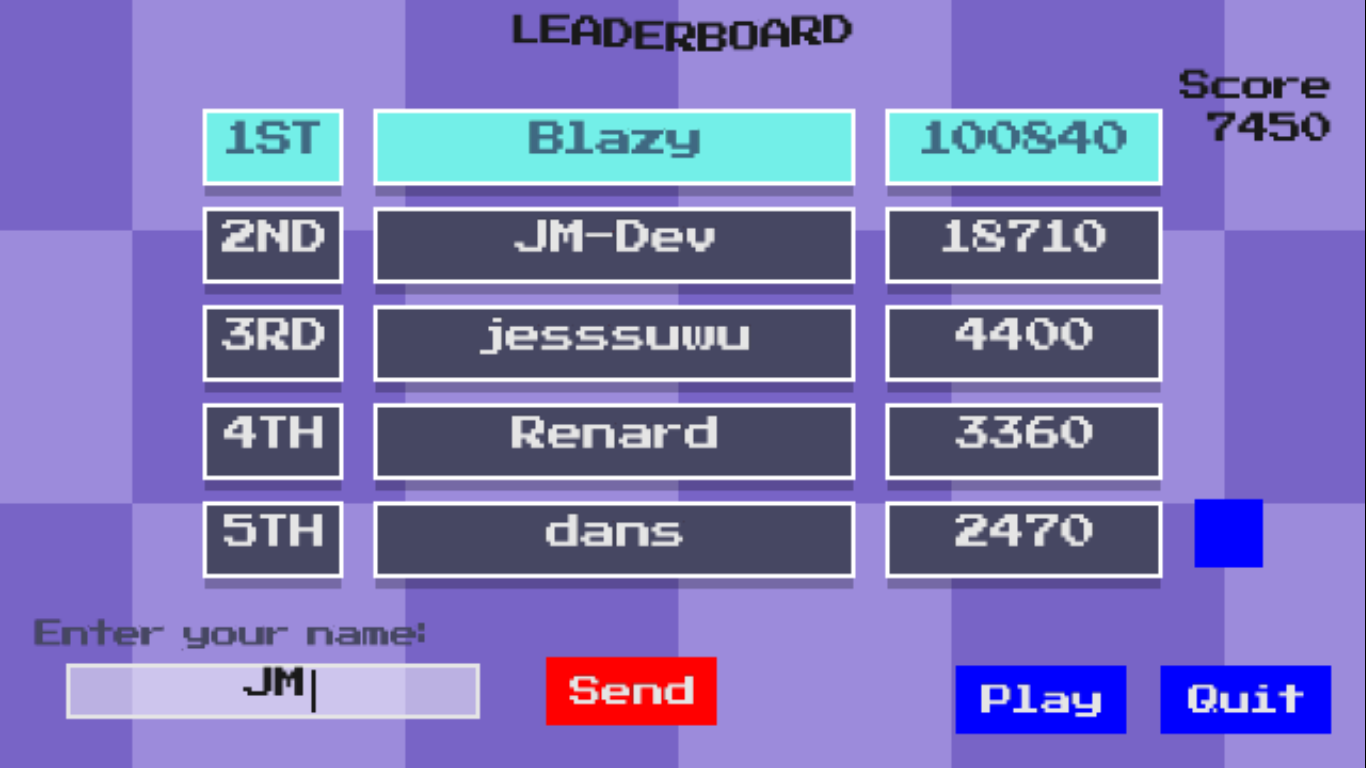 LEADERBOARD
Score
7450
1ST Blazy 100840
2ND JM-Dev 18710
3RD jesssuwu 4400
4TH Renard 3360
5TH dans 2470
Enter your name:
JM
Send
Play
Quit